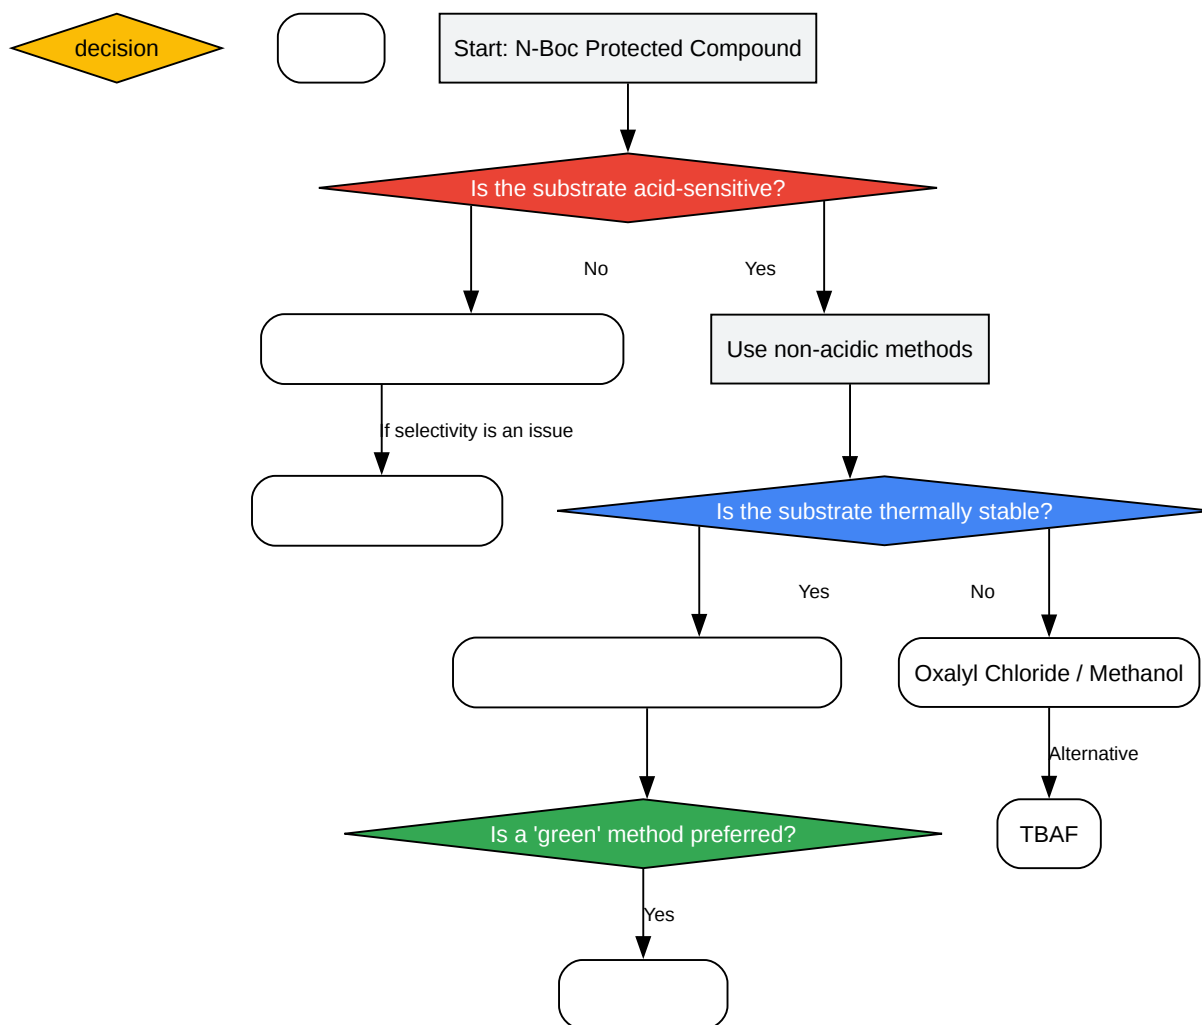 decision
Start: N-Boc Protected Compound
Is the substrate acid-sensitive?
No
Yes
Use non-acidic methods
If selectivity is an issue
Is the substrate thermally stable?
Yes
No
Oxalyl Chloride / Methanol
Alternative
Is a 'green' method preferred?
TBAF
Yes